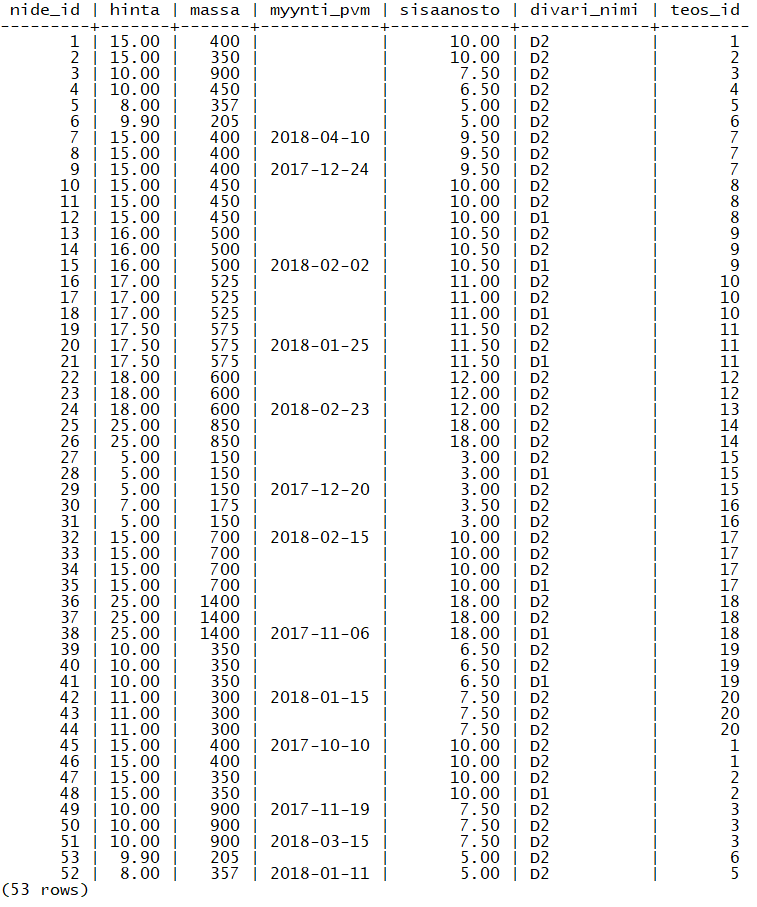 nide_id | hinta | massa | myynti_pvm | sisaanosto | divari_nimi | teos_id
---------+-------+-------+------------+------------+-------------+---------
1 | 15.00 | 400 | | 10.00 | D2 | 1
2 | 15.00 | 350 | | 10.00 | D2 | 2
3 | 10.00 | 900 | | 7.50 | D2 | 3
4 | 10.00 | 450 | | 6.50 | D2 | 4
5 | 8.00 | 357 | | 5.00 | D2 | 5
6 | 9.90 | 205 | | 5.00 | D2 | 6
7 | 15.00 | 400 | 2018-04-10 | 9.50 | D2 | 7
8 | 15.00 | 400 | | 9.50 | D2 | 7
9 | 15.00 | 400 | 2017-12-24 | 9.50 | D2 | 7
10 | 15.00 | 450 | | 10.00 | D2 | 8
11 | 15.00 | 450 | | 10.00 | D2 | 8
12 | 15.00 | 450 | | 10.00 | D1 | 8
13 | 16.00 | 500 | | 10.50 | D2 | 9
14 | 16.00 | 500 | | 10.50 | D2 | 9
15 | 16.00 | 500 | 2018-02-02 | 10.50 | D1 | 9
16 | 17.00 | 525 | | 11.00 | D2 | 10
17 | 17.00 | 525 | | 11.00 | D2 | 10
18 | 17.00 | 525 | | 11.00 | D1 | 10
19 | 17.50 | 575 | | 11.50 | D2 | 11
20 | 17.50 | 575 | 2018-01-25 | 11.50 | D2 | 11
21 | 17.50 | 575 | | 11.50 | D1 | 11
22 | 18.00 | 600 | | 12.00 | D2 | 12
23 | 18.00 | 600 | | 12.00 | D2 | 12
24 | 18.00 | 600 | 2018-02-23 | 12.00 | D2 | 13
25 | 25.00 | 850 | | 18.00 | D2 | 14
26 | 25.00 | 850 | | 18.00 | D2 | 14
27 | 5.00 | 150 | | 3.00 | D2 | 15
28 | 5.00 | 150 | | 3.00 | D1 | 15
29 | 5.00 | 150 | 2017-12-20 | 3.00 | D2 | 15
30 | 7.00 | 175 | | 3.50 | D2 | 16
31 | 5.00 | 150 | | 3.00 | D2 | 16
32 | 15.00 | 700 | 2018-02-15 | 10.00 | D2 | 17
33 | 15.00 | 700 | | 10.00 | D2 | 17
34 | 15.00 | 700 | | 10.00 | D2 | 17
35 | 15.00 | 700 | | 10.00 | D1 | 17
36 | 25.00 | 1400 | | 18.00 | D2 | 18
37 | 25.00 | 1400 | | 18.00 | D2 | 18
38 | 25.00 | 1400 | 2017-11-06 | 18.00 | D1 | 18
39 | 10.00 | 350 | | 6.50 | D2 | 19
40 | 10.00 | 350 | | 6.50 | D2 | 19
41 | 10.00 | 350 | | 6.50 | D1 | 19
42 | 11.00 | 300 | 2018-01-15 | 7.50 | D2 | 20
43 | 11.00 | 300 | | 7.50 | D2 | 20
44 | 11.00 | 300 | | 7.50 | D2 | 20
45 | 15.00 | 400 | 2017-10-10 | 10.00 | D2 | 1
46 | 15.00 | 400 | | 10.00 | D2 | 1
47 | 15.00 | 350 | | 10.00 | D2 | 2
48 | 15.00 | 350 | | 10.00 | D1 | 2
49 | 10.00 | 900 | 2017-11-19 | 7.50 | D2 | 3
50 | 10.00 | 900 | | 7.50 | D2 | 3
51 | 10.00 | 900 | 2018-03-15 | 7.50 | D2 | 3
53 | 9.90 | 205 | | 5.00 | D2 | 6
52 | 8.00 | 357 | 2018-01-11 | 5.00 | D2 | 5
(53 rows)